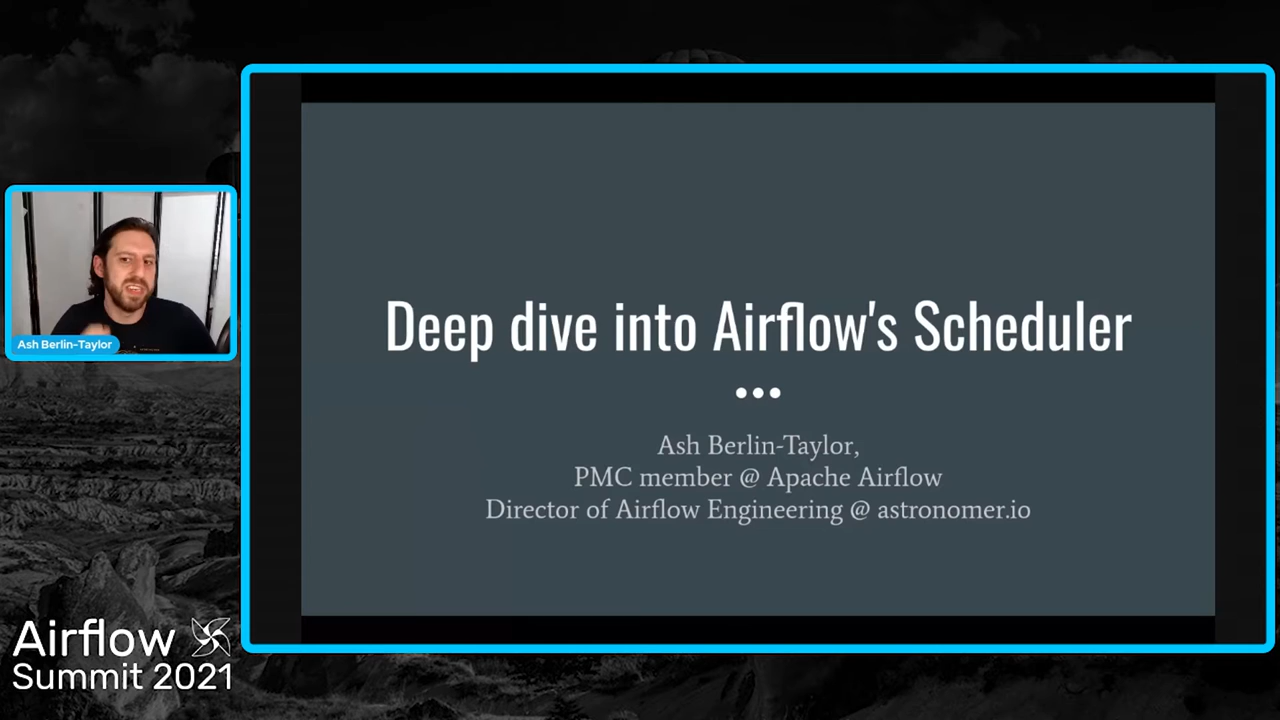 Deep dive into Airflow's Scheduler
Ash Berlin-Taylor,
PMC member @ Apache Airflow
Director of Airflow Engineering @ astronomer.io
Ash Berlin-Taylor
Airflow
Summit 2021